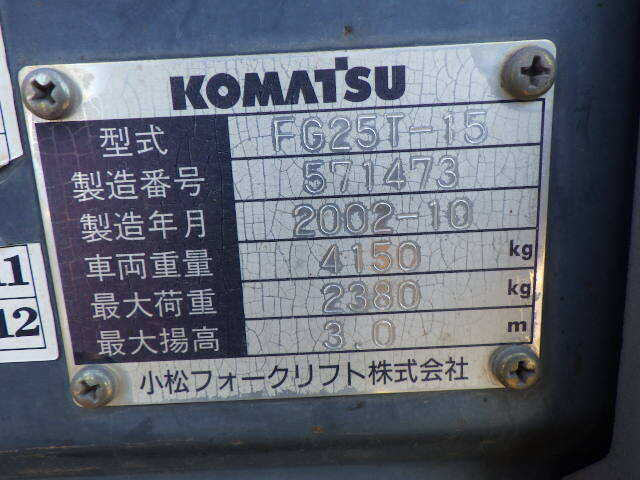 KOMATSU
型式 FG25T-15
製造番号 571473
製造年月 2002-10
車両重量 4150 kg
最大荷重 2380 kg
最大揚高 3.0 m
小松フォークリフト株式会社
12